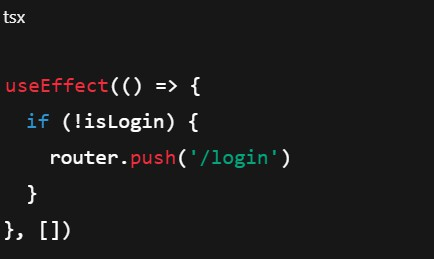 tsx
useEffect(() => {
  if (!isLogin) {
    router.push('/login')
  }
}, [])